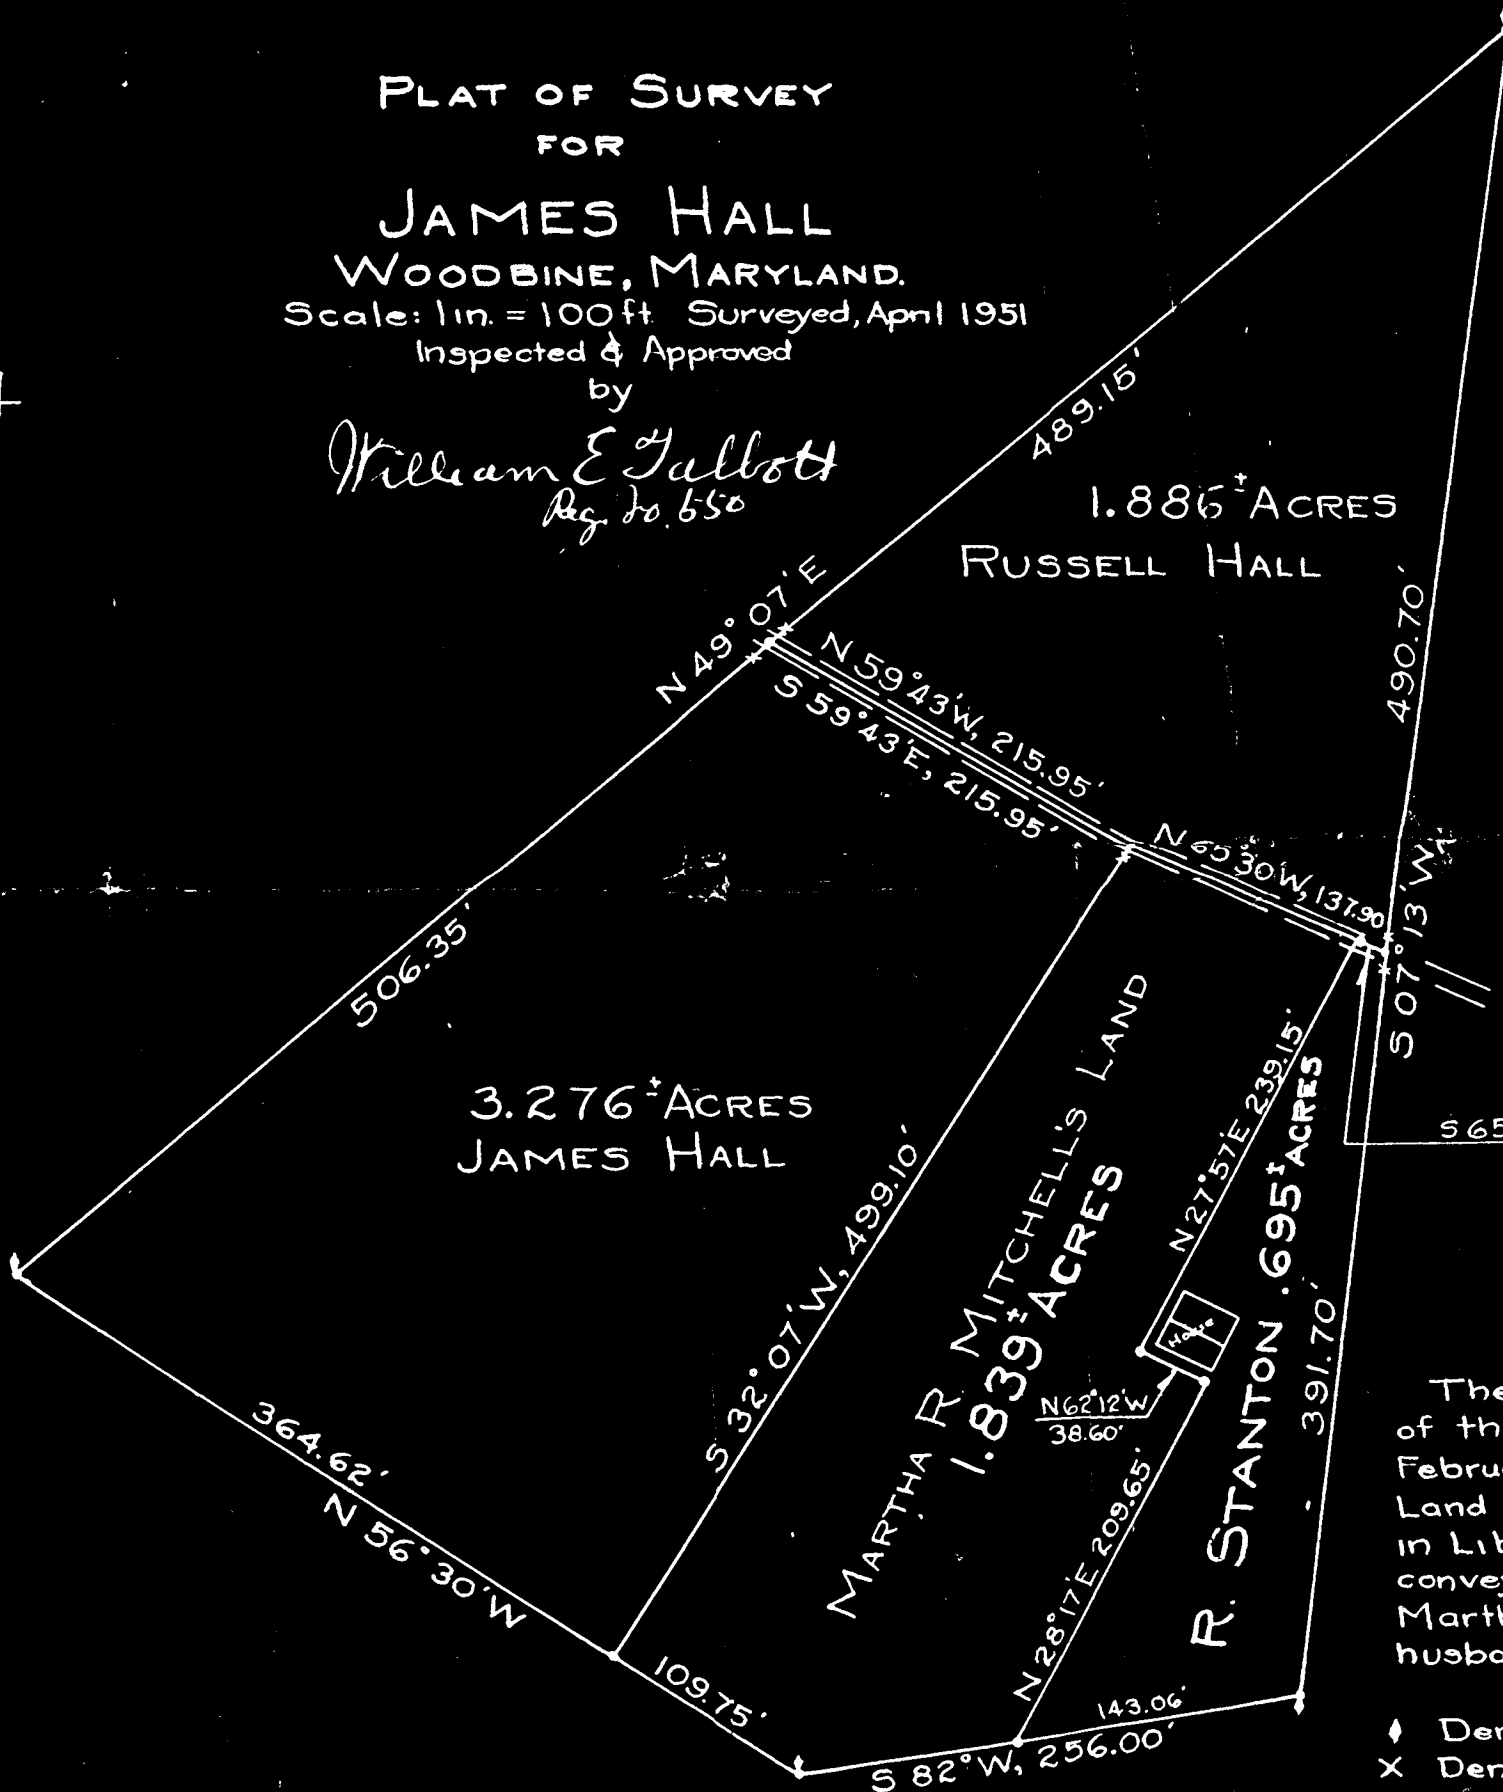 PLAT OF SURVEY
FOR
JAMES HALL
WOODBINE, MARYLAND.
Scale: 1 in. = 100 ft. Surveyed, April 1951
Inspected & Approved
by
William E Talbott
Reg. No. 550
489.15'
1.886± ACRES
RUSSELL HALL
490.70'
N 49° 07' E
N 59° 43' W, 215.95'
S 59° 43' E, 215.95'
N 65° 30' W, 137.90
S 07° 13' W
506.35'
3.276± ACRES
JAMES HALL
S 32° 07' W, 499.10'
MARTHA R MITCHELL'S LAND
1.839± ACRES
N 27° 57' E 239.15'
R. STANTON .695± ACRES
S 65
House
N 62° 12' W
38.60'
391.70'
364.62'
N 56° 30' W
N 28° 17' E 209.65'
109.75'
143.06'
S 82° W, 256.00'
The
of th
Febru
Land
in Lib
convey
Marth
husba
Den
X Den